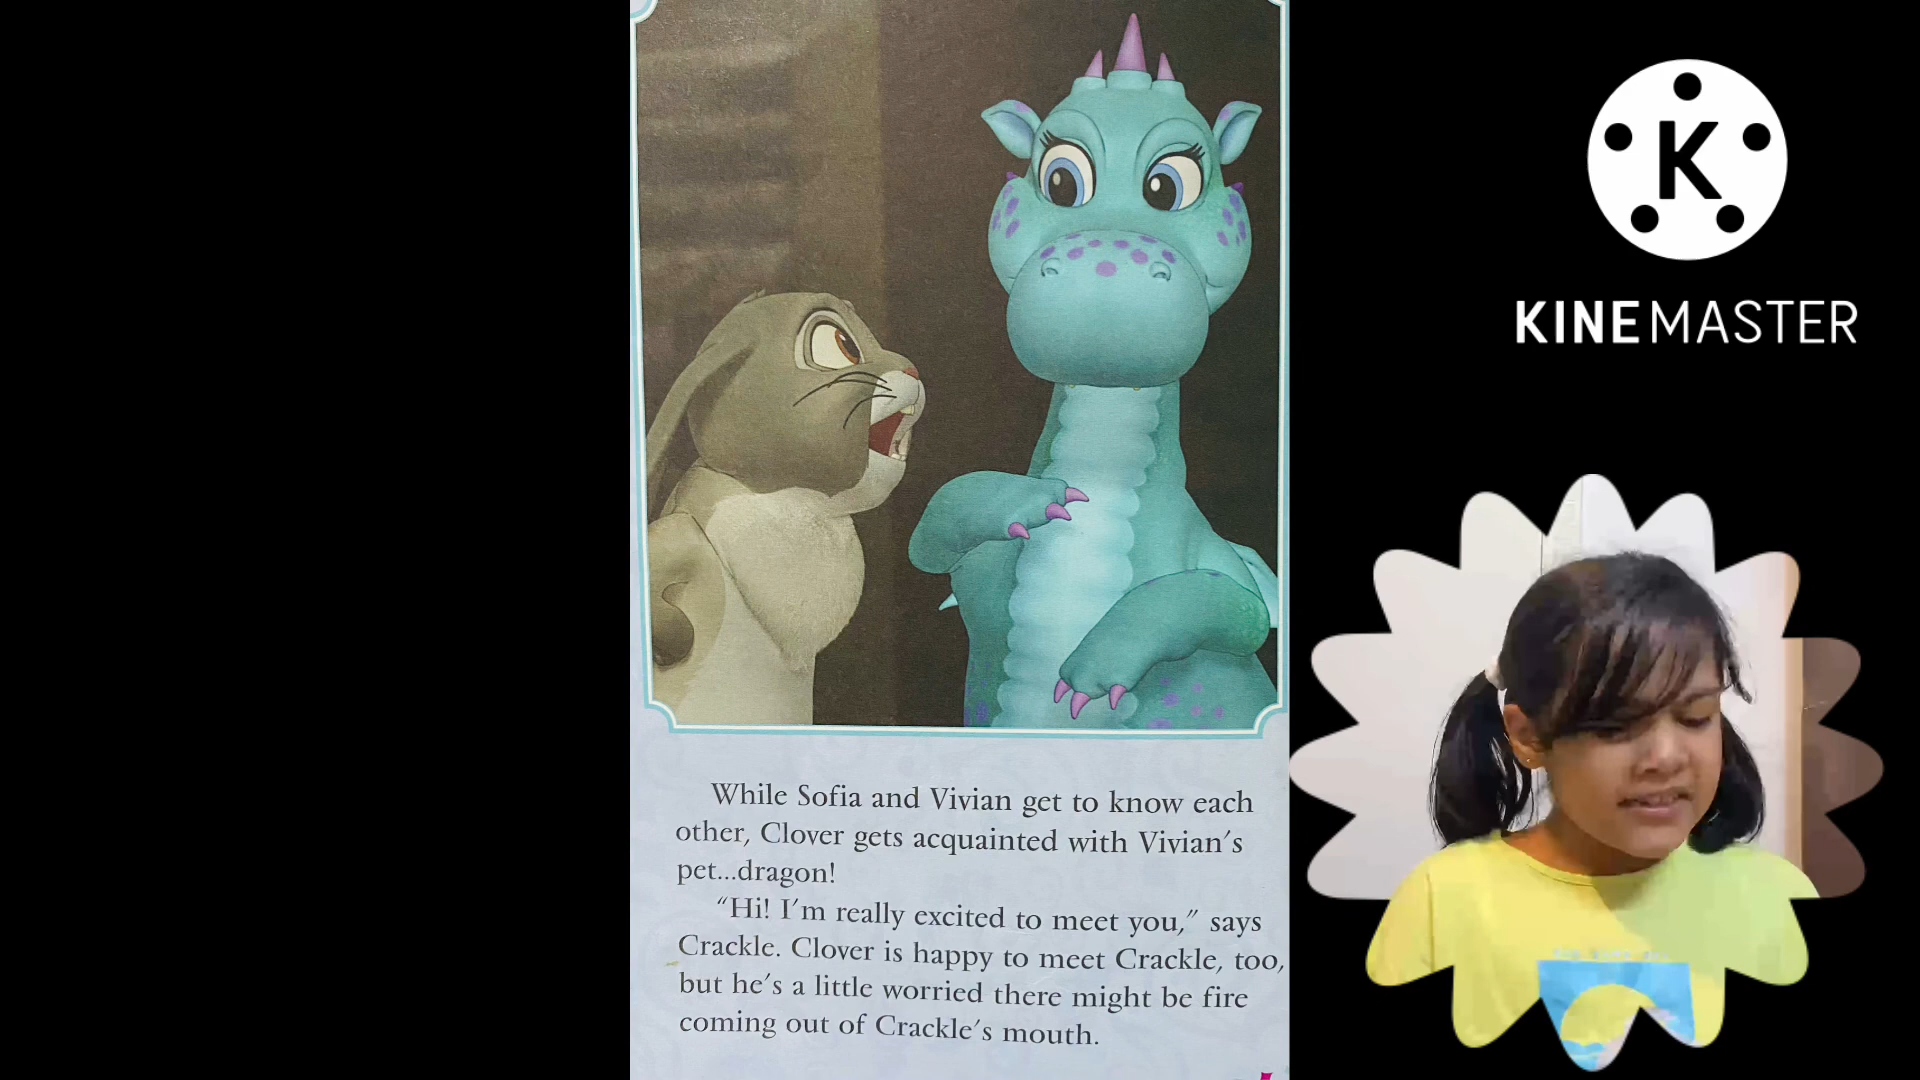 While Sofia and Vivian get to know each
other, Clover gets acquainted with Vivian's
pet...dragon!
"Hi! I'm really excited to meet you," says
Crackle. Clover is happy to meet Crackle, too,
but he's a little worried there might be fire
coming out of Crackle's mouth.
K
KINEMASTER